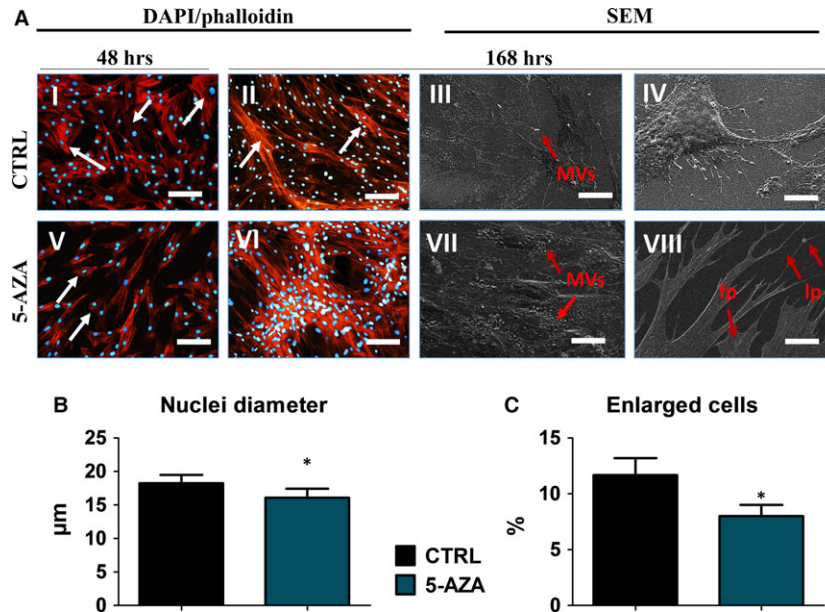 A
DAPI/phalloidin
SEM
48 hrs
168 hrs
CTRL
I
Ii
III
MVs
IV
5-AZA
V
VI
VII
MVs
VIII
fp
lp
B
Nuclei diameter
µm
25
20
15
10
5
0
*
CTRL
5-AZA
C
Enlarged cells
%
15
10
5
0
*